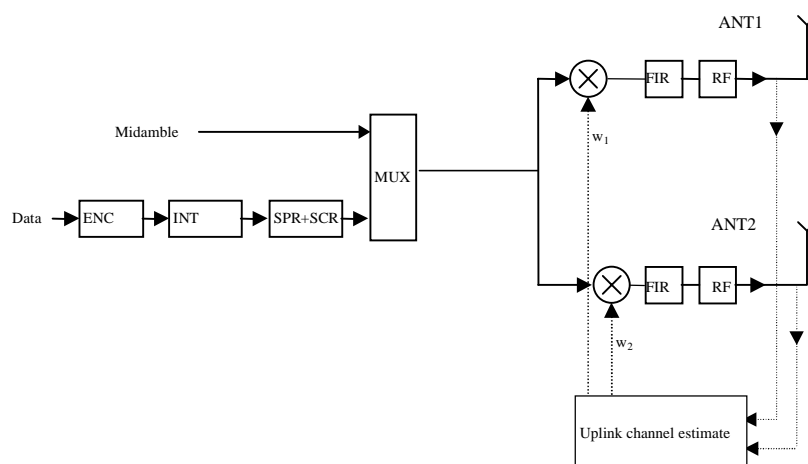 ANT1
FIR
RF
Midamble
w1
MUX
Data
ENC
INT
SPR+SCR
ANT2
FIR
RF
w2
Uplink channel estimate